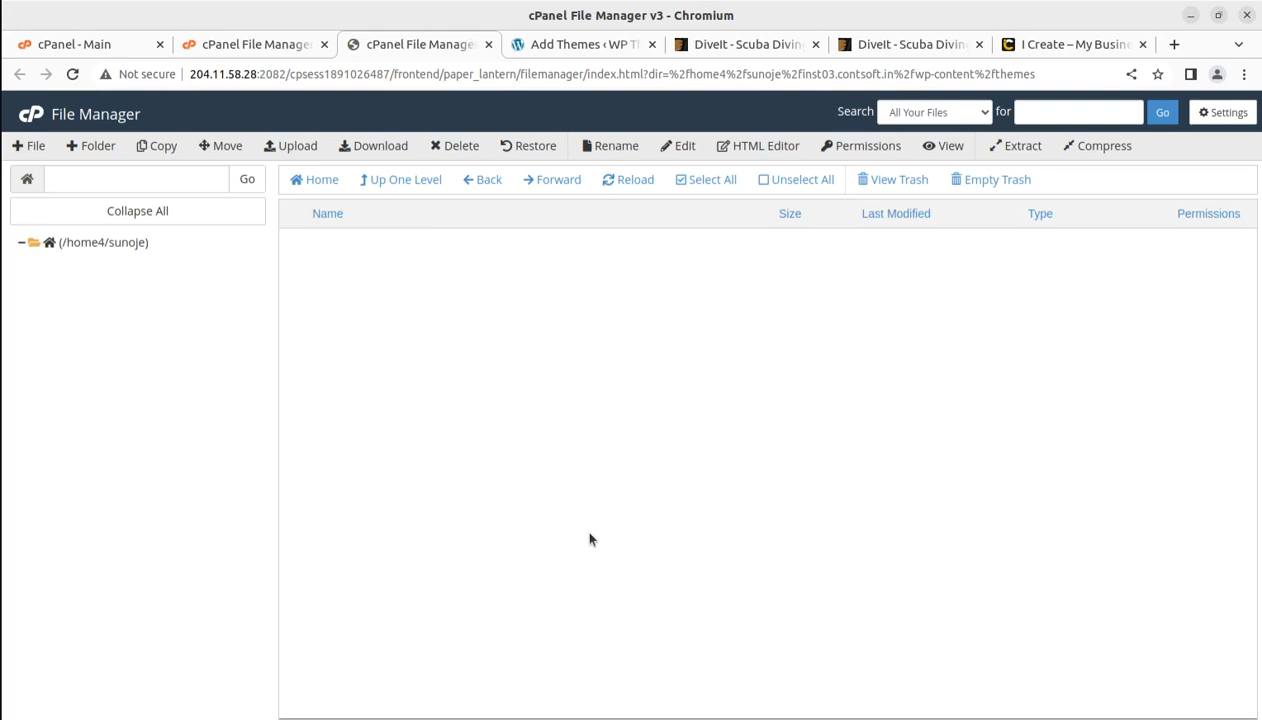 cPanel File Manager v3 - Chromium
cPanel - Main
cPanel File Manage
cPanel File Manage
Add Themes ‹ WP T
DiveIt - Scuba Divin
DiveIt - Scuba Divin
I Create – My Busine
Not secure
204.11.58.28:2082/cpsess1891026487/frontend/paper_lantern/filemanager/index.html?dir=%2fhome4%2fsunoje%2finst03.contsoft.in%2fwp-content%2fthemes
cP File Manager
Search
All Your Files
for
Go
Settings
File
Folder
Copy
Move
Upload
Download
Delete
Restore
Rename
Edit
HTML Editor
Permissions
View
Extract
Compress
Go
Home
Up One Level
Back
Forward
Reload
Select All
Unselect All
View Trash
Empty Trash
Collapse All
Name
Size
Last Modified
Type
Permissions
(/home4/sunoje)